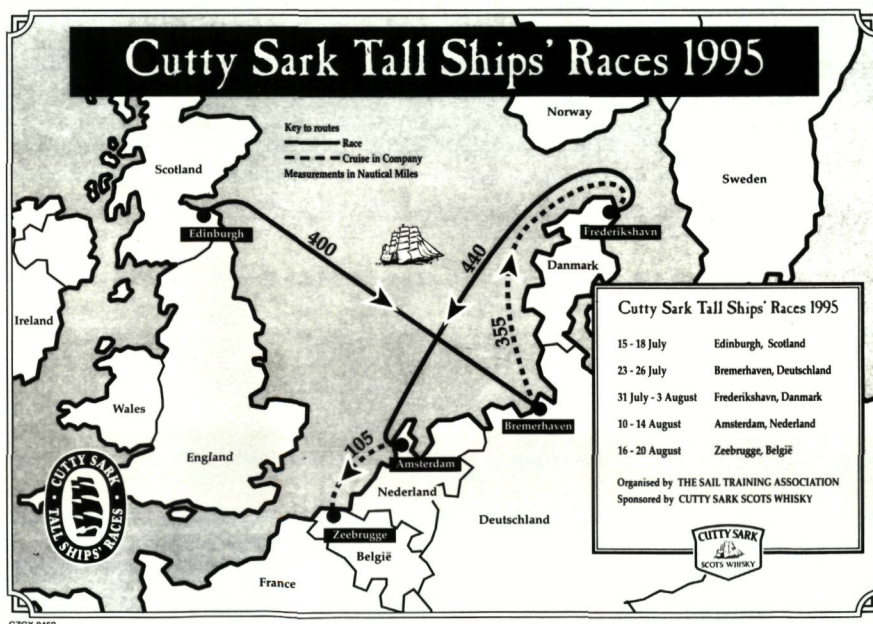 Cutty Sark Tall Ships' Races 1995
Key to routes
Race
Cruise in Company
Measurements in Nautical Miles
Norway
Scotland
Sweden
Edinburgh
400
440
Frederikshavn
Danmark
355
Ireland
Wales
England
Bremerhaven
105
Amsterdam
Nederland
Deutschland
Zeebrugge
België
France
CUTTY SARK
TALL SHIPS' RACES
Cutty Sark Tall Ships' Races 1995
15 - 18 July Edinburgh, Scotland
23 - 26 July Bremerhaven, Deutschland
31 July - 3 August Frederikshavn, Danmark
10 - 14 August Amsterdam, Nederland
16 - 20 August Zeebrugge, België
Organised by THE SAIL TRAINING ASSOCIATION
Sponsored by CUTTY SARK SCOTS WHISKY
CUTTY SARK
SCOTS WHISKY